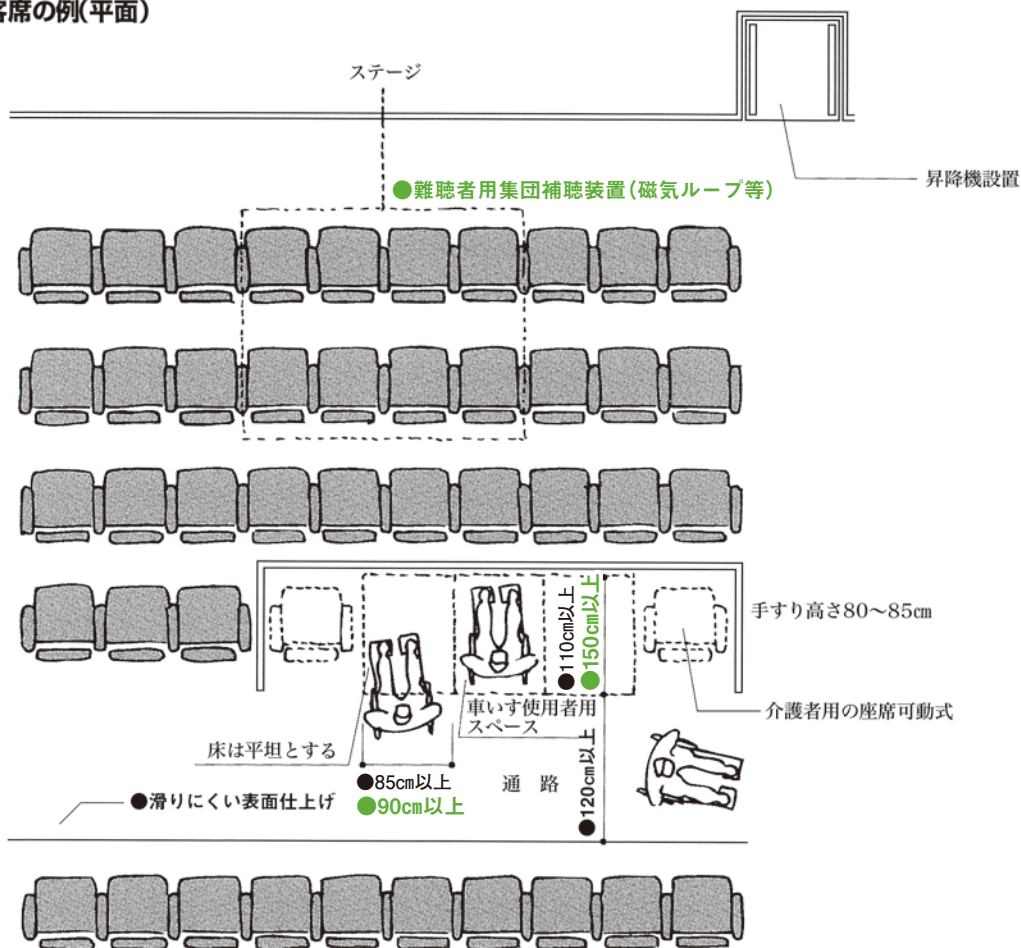 客席の例(平面)
ステージ
昇降機設置
●難聴者用集団補聴装置(磁気ループ等)
手すり高さ80〜85㎝
●110㎝以上
●150㎝以上
介護者用の座席可動式
車いす使用者用
スペース
床は平坦とする
●85㎝以上
●90㎝以上
通 路
●120㎝以上
●滑りにくい表面仕上げ